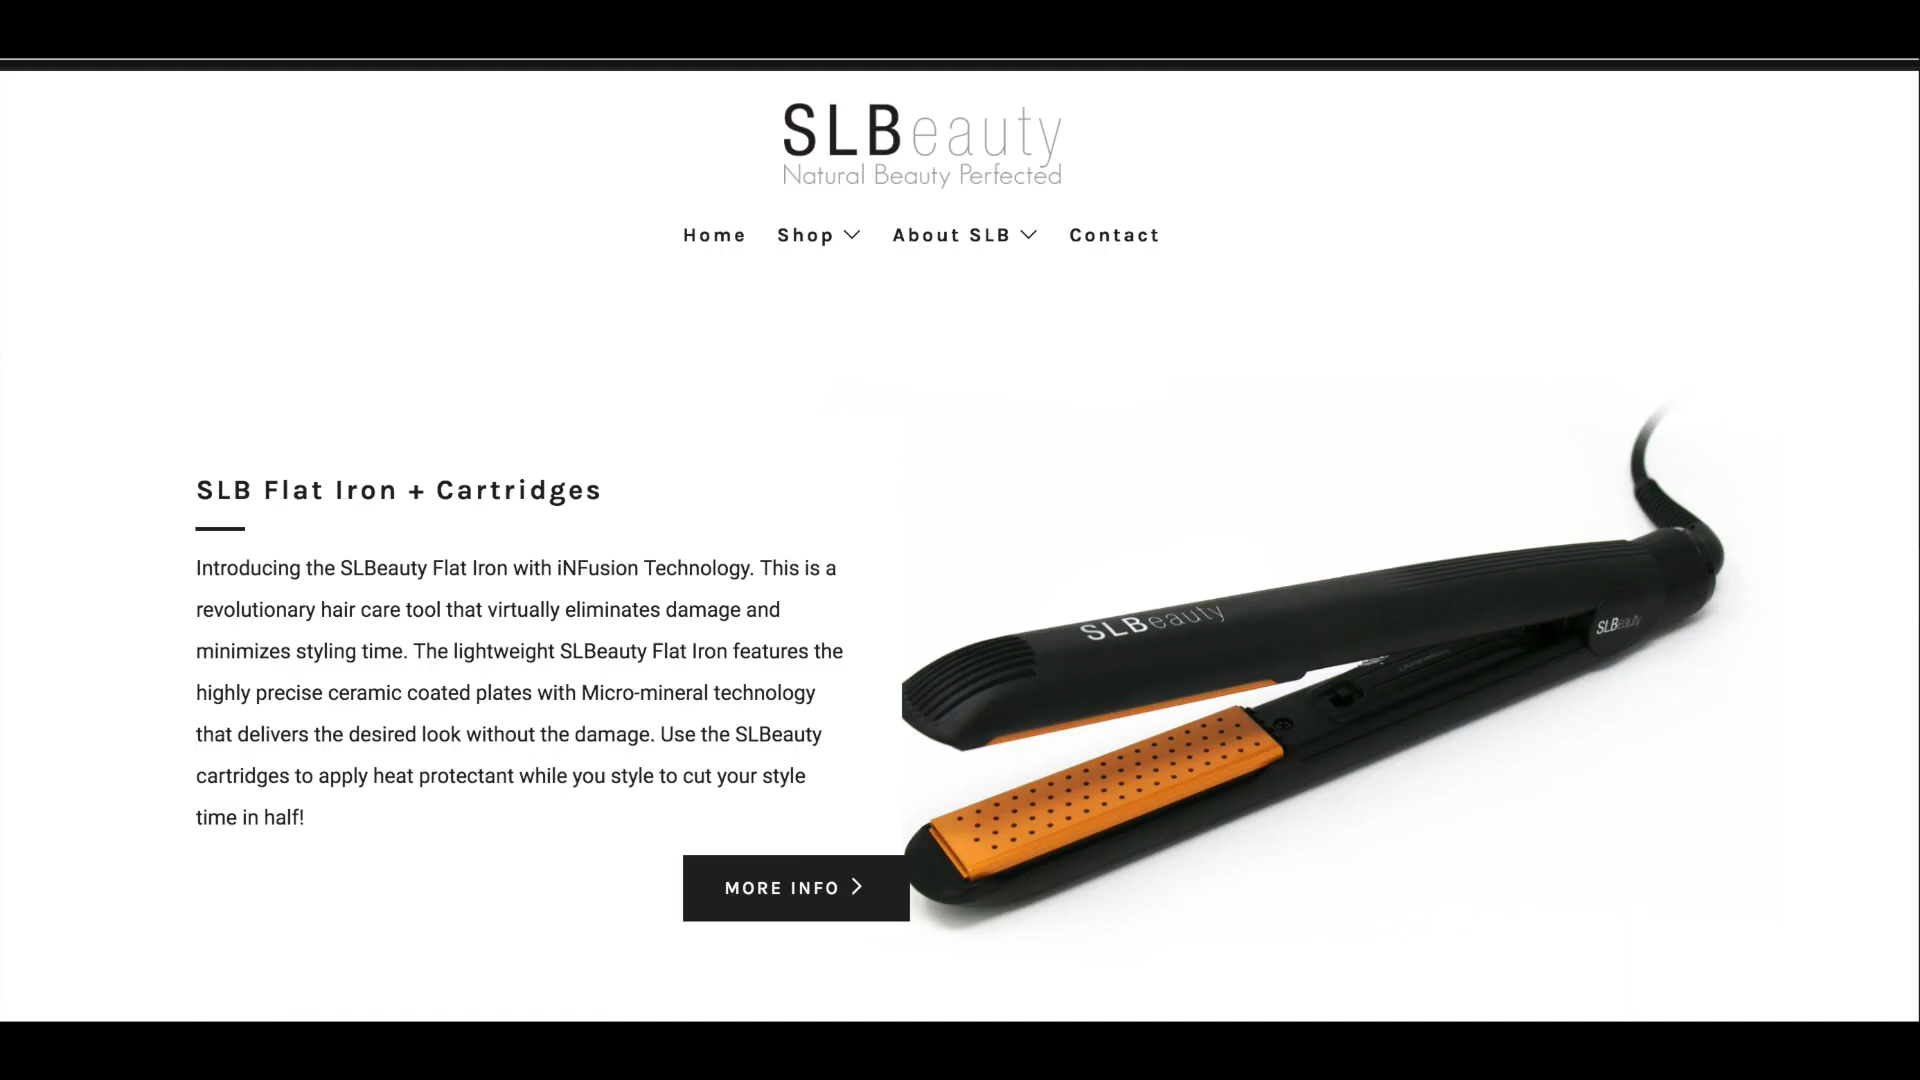 SLBeauty
Natural Beauty Perfected
Home Shop About SLB Contact
SLB Flat Iron + Cartridges
Introducing the SLBeauty Flat Iron with iNFusion Technology. This is a
revolutionary hair care tool that virtually eliminates damage and
minimizes styling time. The lightweight SLBeauty Flat Iron features the
highly precise ceramic coated plates with Micro-mineral technology
that delivers the desired look without the damage. Use the SLBeauty
cartridges to apply heat protectant while you style to cut your style
time in half!
MORE INFO
SLBeauty
SLBeauty